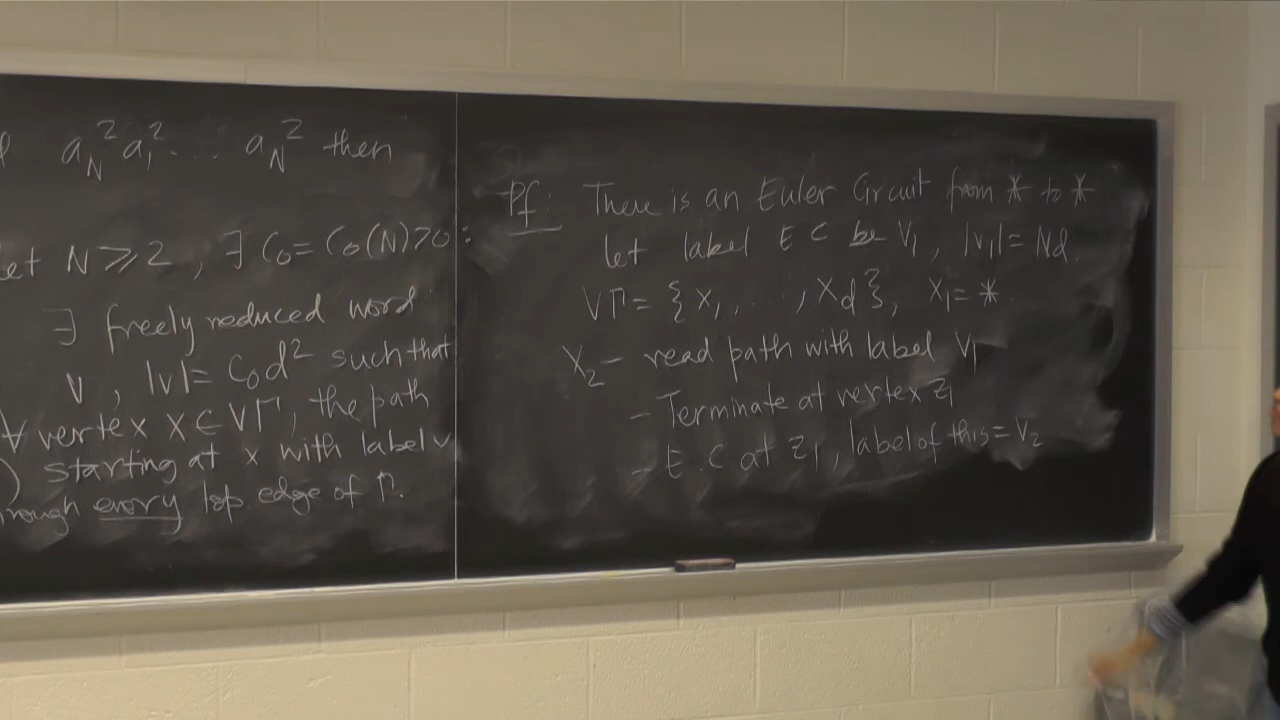 a_N^2 a_1^2 ... a_N^2 then
let N ⩾ 2, ∃ C_0 = C_0(N) > 0 :
∃ freely reduced word
v, |v| = C_0 d^2 such that
∀ vertex x ∈ VΓ, the path
) starting at x with label v
through every top. edge of Γ.
Pf: There is an Euler Circuit from * to *
let label E C be V_1, |v_1| = Nd.
VΓ = { x_1, ..., x_d }, x_1 = *
x_2 - read path with label V_1
- Terminate at vertex z_1
- E.C at z_1, label of this = V_2